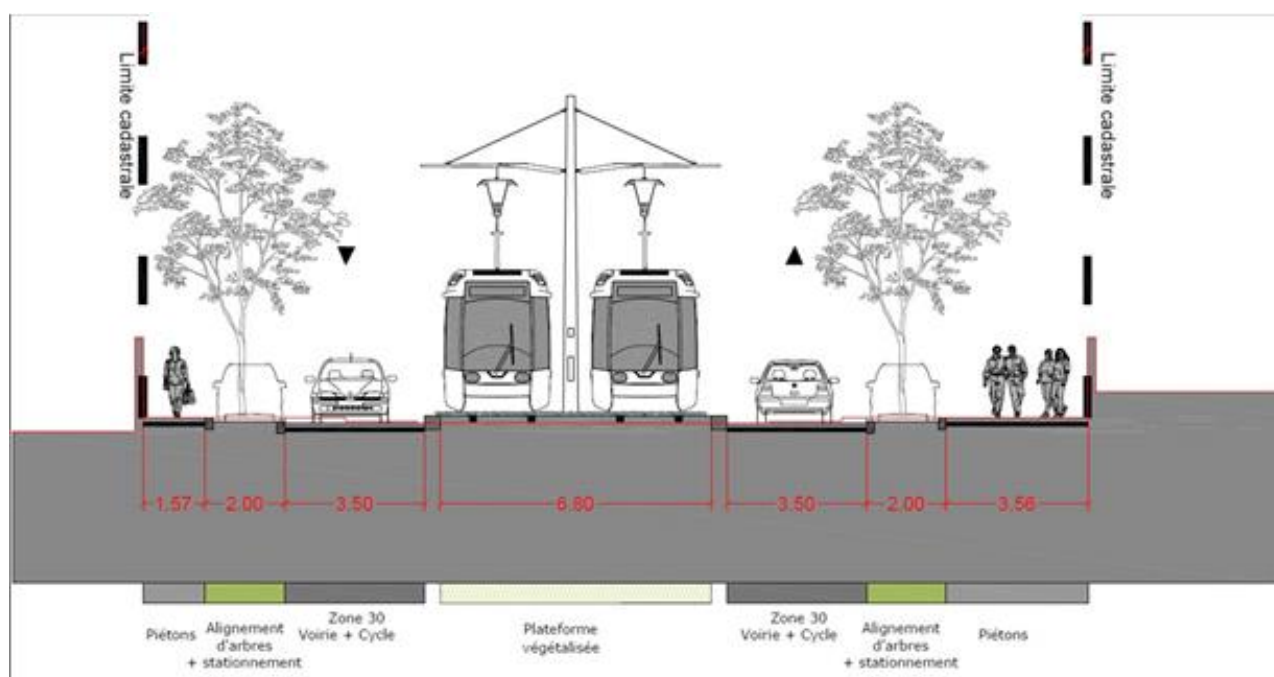 Limite cadastrale
Limite cadastrale
1.57
2.00
3.50
6.80
3.50
2.00
3.56
Piétons
Alignement
d'arbres
+ stationnement
Zone 30
Voirie + Cycle
Plateforme
végétalisée
Zone 30
Voirie + Cycle
Alignement
d'arbres
+ stationnement
Piétons